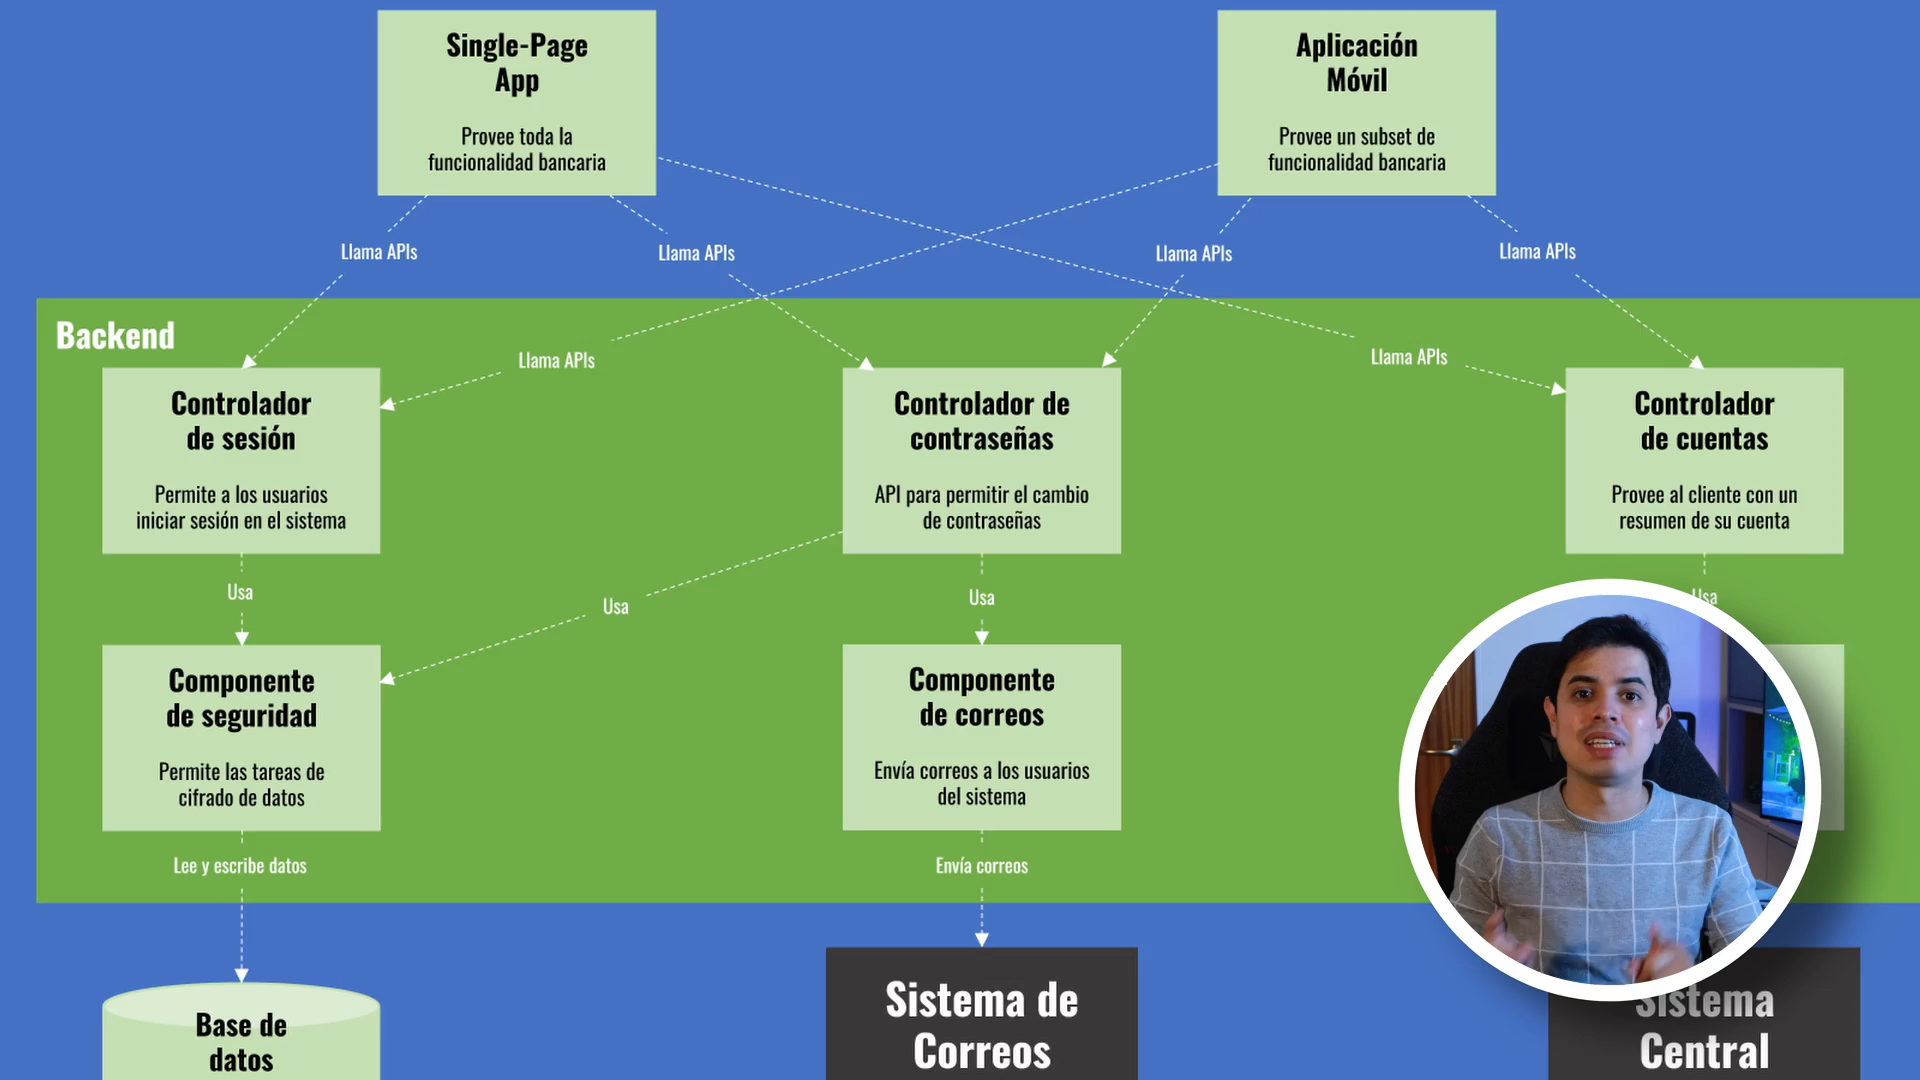 Single-Page
App
Provee toda la
funcionalidad bancaria
Aplicación
Móvil
Provee un subset de
funcionalidad bancaria
Llama APIs
Llama APIs
Llama APIs
Llama APIs
Backend
Llama APIs
Llama APIs
Controlador
de sesión
Permite a los usuarios
iniciar sesión en el sistema
Controlador de
contraseñas
API para permitir el cambio
de contraseñas
Controlador
de cuentas
Provee al cliente con un
resumen de su cuenta
Usa
Usa
Usa
Usa
Componente
de seguridad
Permite las tareas de
cifrado de datos
Componente
de correos
Envía correos a los usuarios
del sistema
Lee y escribe datos
Envía correos
Base de
datos
Sistema de
Correos
Sistema
Central